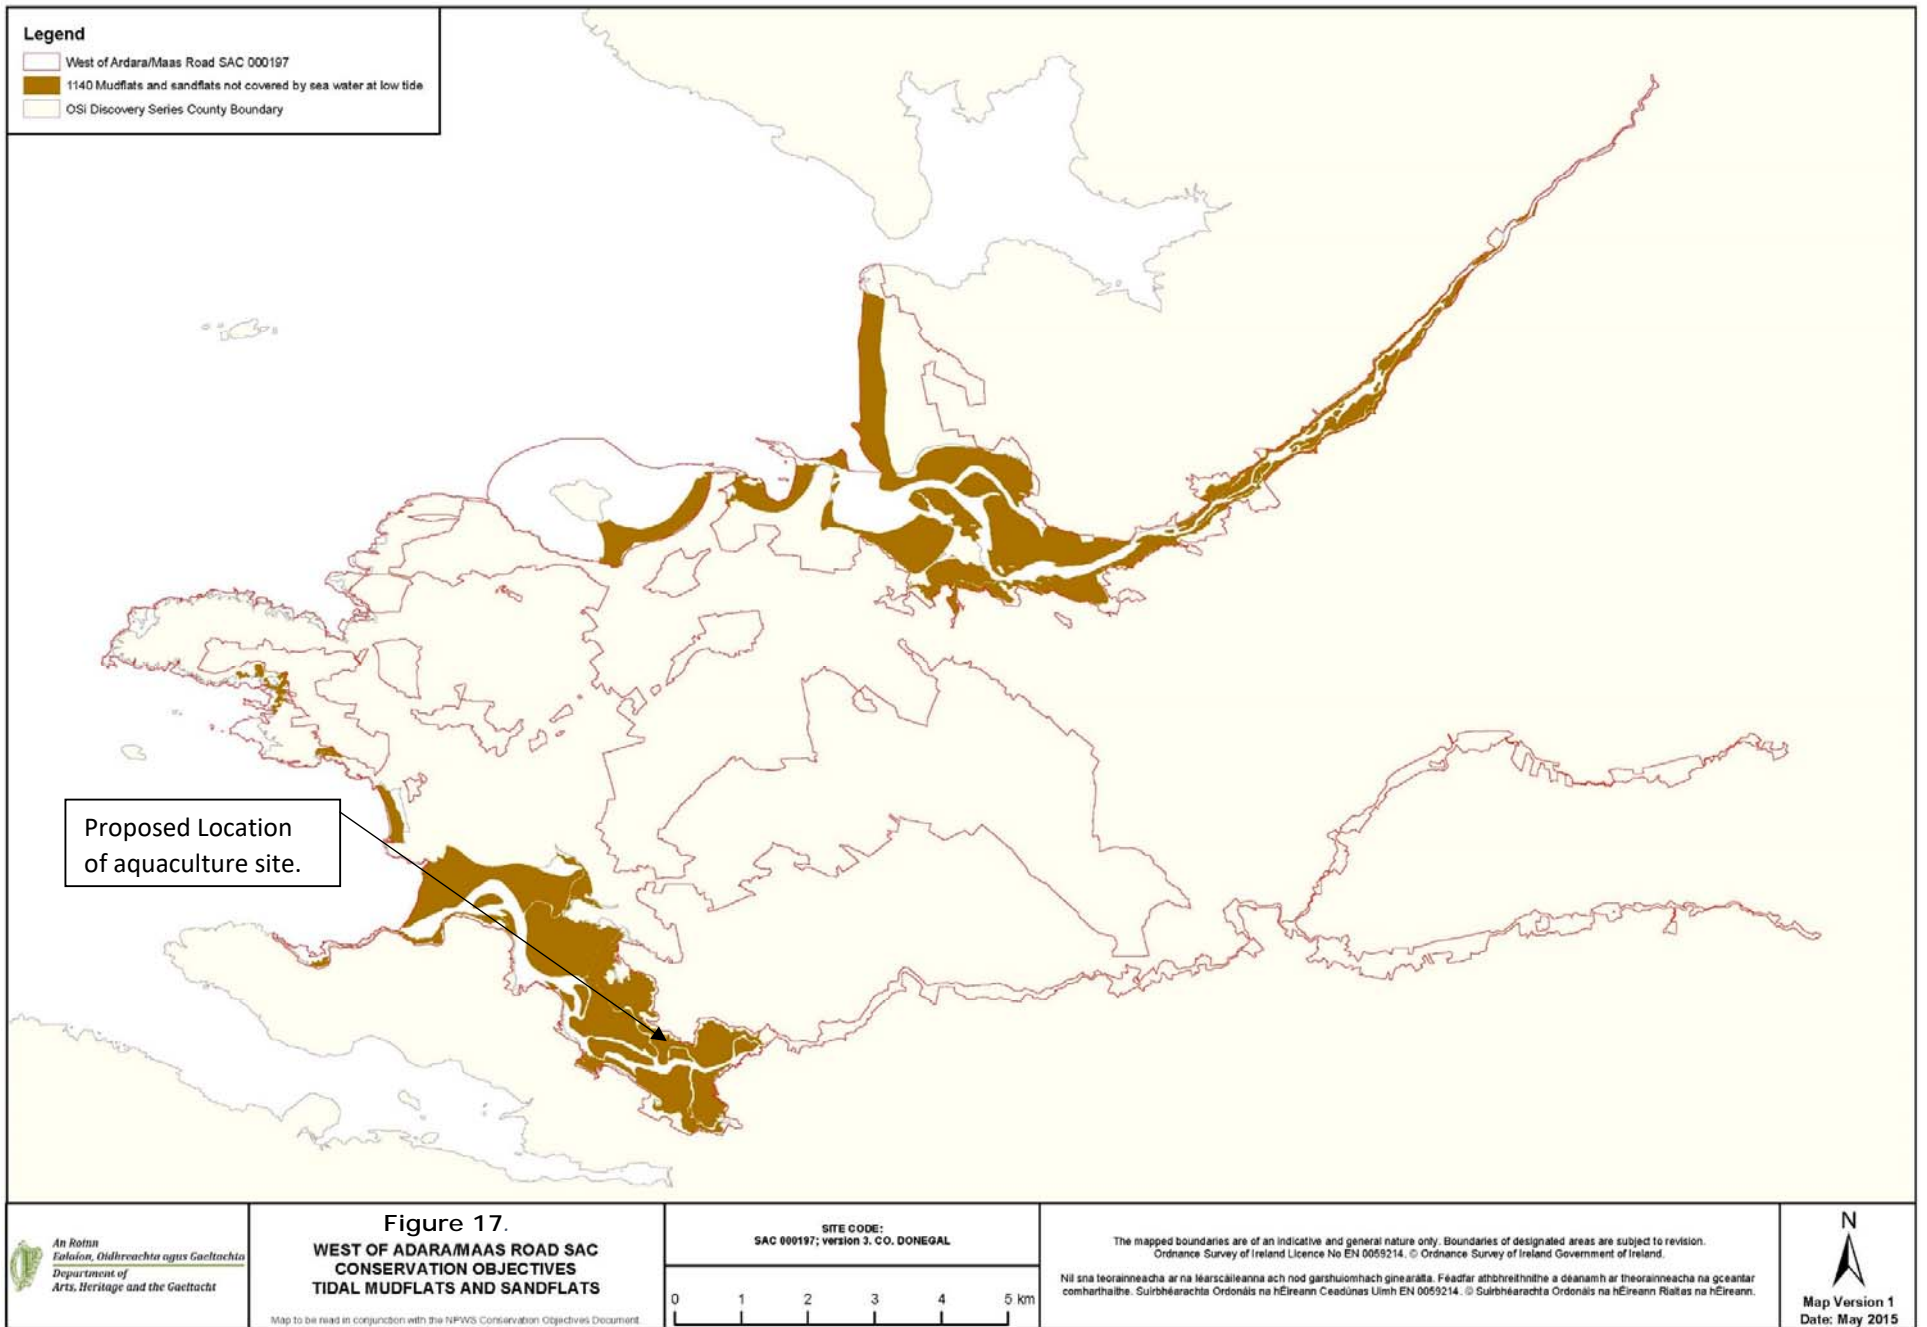 Legend
West of Ardara/Maas Road SAC 000197
1140 Mudflats and sandflats not covered by sea water at low tide
OSi Discovery Series County Boundary
Proposed Location
of aquaculture site.
An Roinn
Ealaíon, Oidhreachta agus Gaeltachta
Department of
Arts, Heritage and the Gaeltacht
Figure 17.
WEST OF ADARA/MAAS ROAD SAC
CONSERVATION OBJECTIVES
TIDAL MUDFLATS AND SANDFLATS
Map to be read in conjunction with the NPWS Conservation Objectives Document.
SITE CODE:
SAC 000197; version 3. CO. DONEGAL
0 1 2 3 4 5 km
The mapped boundaries are of an indicative and general nature only. Boundaries of designated areas are subject to revision.
Ordnance Survey of Ireland Licence No EN 0059214. © Ordnance Survey of Ireland Government of Ireland.
Níl sna teorainneacha ar na léarscáileanna ach nod garshuíomhach ginearálta. Féadfar athbhreithnithe a déanamh ar theorainneacha na gceantar
comharthaithe. Suirbhéarachta Ordonáis na hÉireann Ceadúnas Uimh EN 0059214. © Suirbhéarachta Ordonáis na hÉireann Rialtas na hÉireann.
N
Map Version 1
Date: May 2015